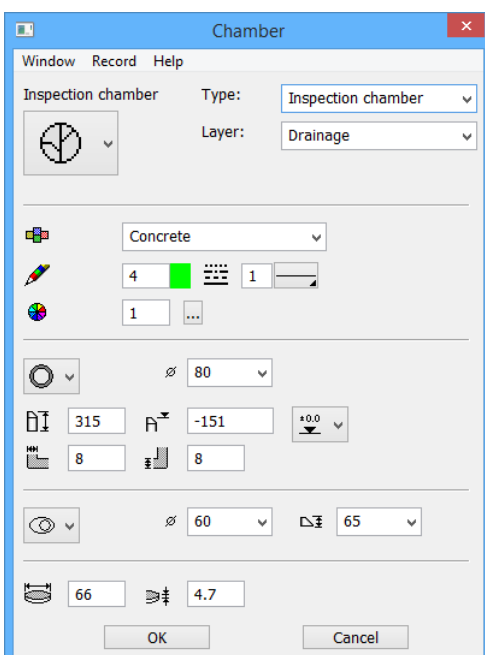 Chamber
Window Record Help
Inspection chamber Type: Inspection chamber
Layer: Drainage
Concrete
4 1
1 ...
ø 80
315 -151 ±0.0
8 8
ø 60 65
66 4.7
OK Cancel